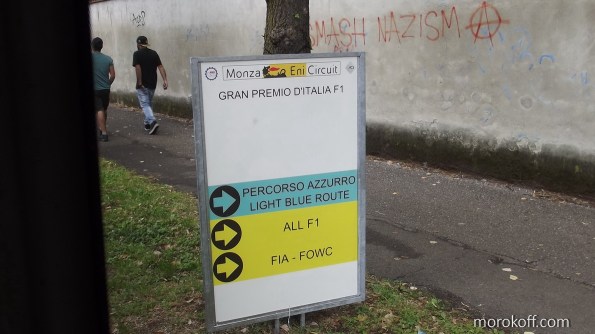 SMASH NAZISM
Monza Eni Circuit
GRAN PREMIO D'ITALIA F1
PERCORSO AZZURRO
LIGHT BLUE ROUTE
ALL F1
FIA - FOWC
morokoff.com